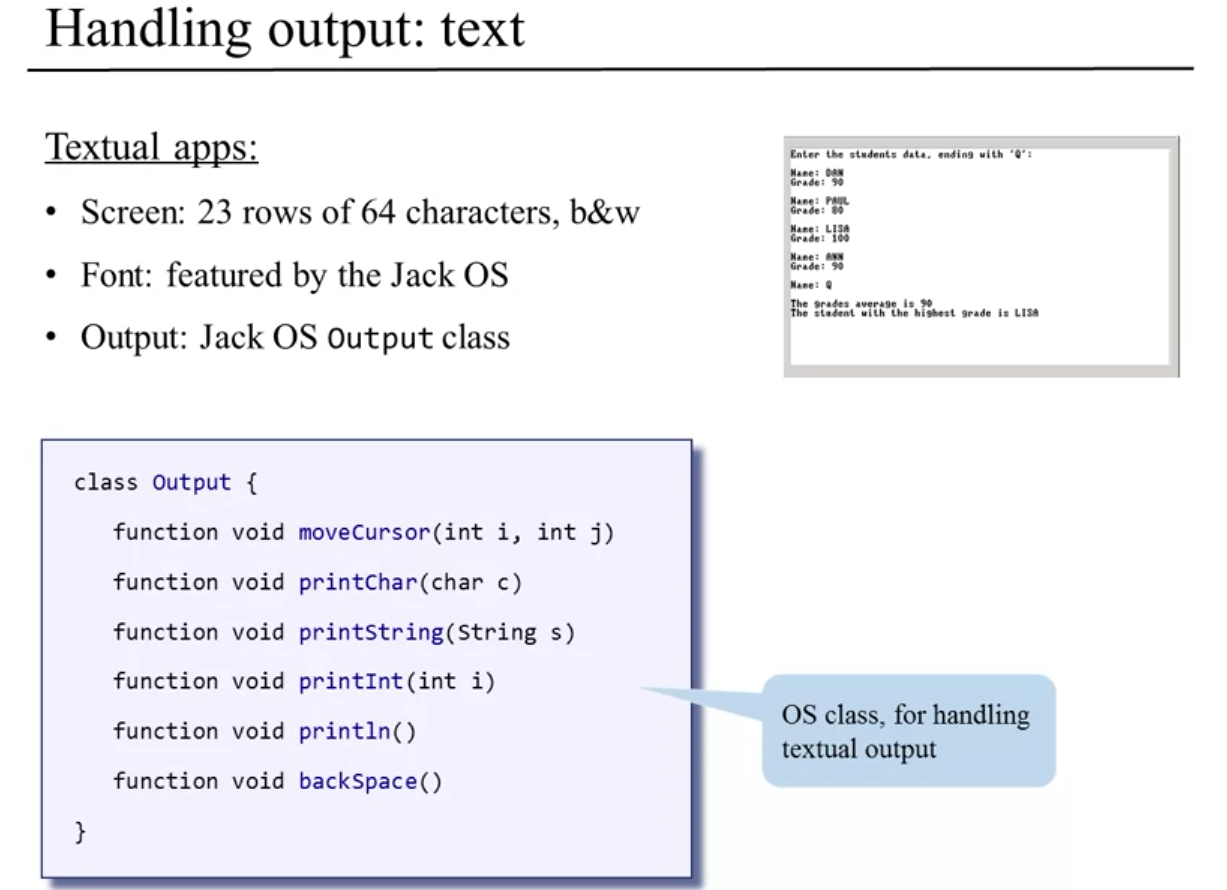 Handling output: text
Textual apps:
• Screen: 23 rows of 64 characters, b&w
• Font: featured by the Jack OS
• Output: Jack OS Output class
Enter the students data, ending with 'Q':
Name: DAN
Grade: 90
Name: PAUL
Grade: 80
Name: LISA
Grade: 100
Name: ANN
Grade: 90
Name: Q
The grades average is 90
The student with the highest grade is LISA
class Output {
function void moveCursor(int i, int j)
function void printChar(char c)
function void printString(String s)
function void printInt(int i)
function void println()
function void backSpace()
}
OS class, for handling
textual output